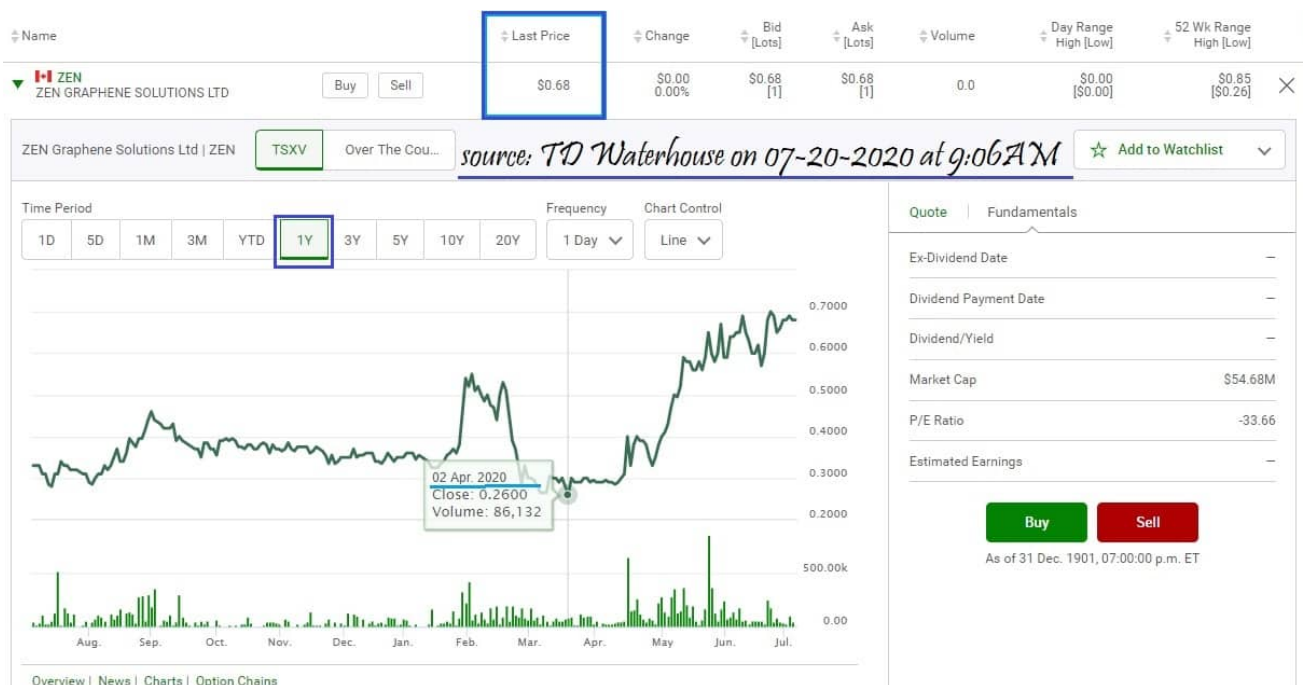 Name Last Price Change Bid [Lots] Ask [Lots] Volume Day Range High [Low] 52 Wk Range High [Low]
ZEN
ZEN GRAPHENE SOLUTIONS LTD Buy Sell $0.68 $0.00 0.00% $0.68 [1] $0.68 [1] 0.0 $0.00 [$0.00] $0.85 [$0.26]
ZEN Graphene Solutions Ltd | ZEN TSXV Over The Cou... source: TD Waterhouse on 07-20-2020 at 9:06AM Add to Watchlist
Time Period Frequency Chart Control
1D 5D 1M 3M YTD 1Y 3Y 5Y 10Y 20Y 1 Day Line
0.7000
0.6000
0.5000
0.4000
0.3000
0.2000
02 Apr. 2020
Close: 0.2600
Volume: 86,132
500.00k
0.00
Aug. Sep. Oct. Nov. Dec. Jan. Feb. Mar. Apr. May Jun. Jul.
Quote | Fundamentals
Ex-Dividend Date –
Dividend Payment Date –
Dividend/Yield –
Market Cap $54.68M
P/E Ratio -33.66
Estimated Earnings –
Buy Sell
As of 31 Dec. 1901, 07:00:00 p.m. ET
Overview | News | Charts | Option Chains